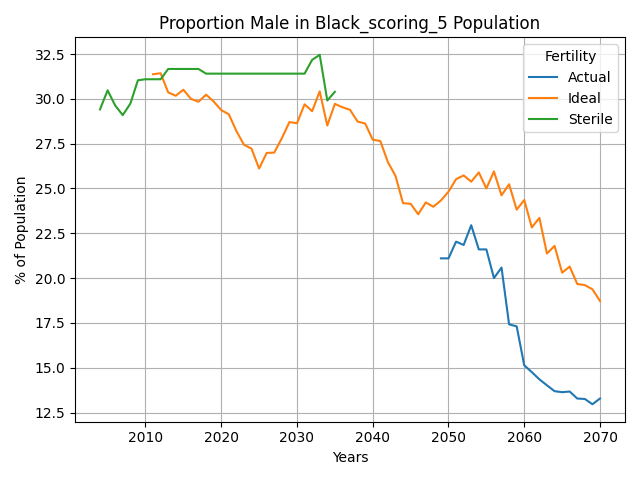 Proportion Male in Black_scoring_5 Population
% of Population
32.5
30.0
27.5
25.0
22.5
20.0
17.5
15.0
12.5
Fertility
Actual
Ideal
Sterile
2010 2020 2030 2040 2050 2060 2070
Years